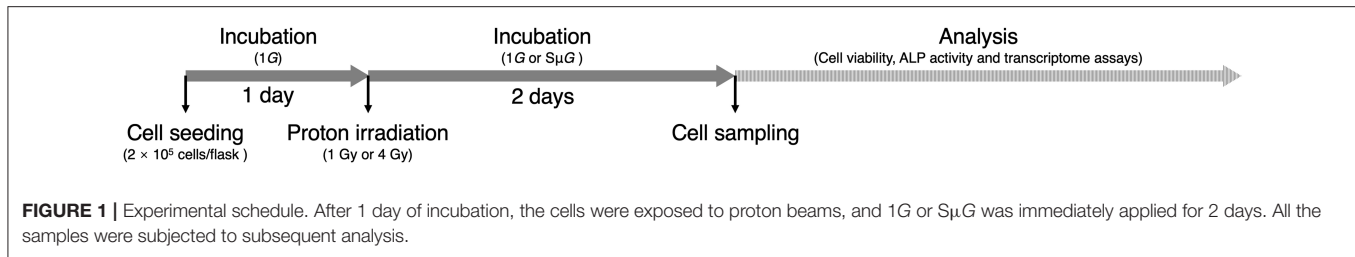 Incubation
(1G)
Incubation
(1G or SμG )
Analysis
(Cell viability, ALP activity and transcriptome assays)
1 day
2 days
Cell seeding
(2 × 10⁵ cells/flask )
Proton irradiation
(1 Gy or 4 Gy)
Cell sampling
FIGURE 1 | Experimental schedule. After 1 day of incubation, the cells were exposed to proton beams, and 1G or SμG was immediately applied for 2 days. All the
samples were subjected to subsequent analysis.